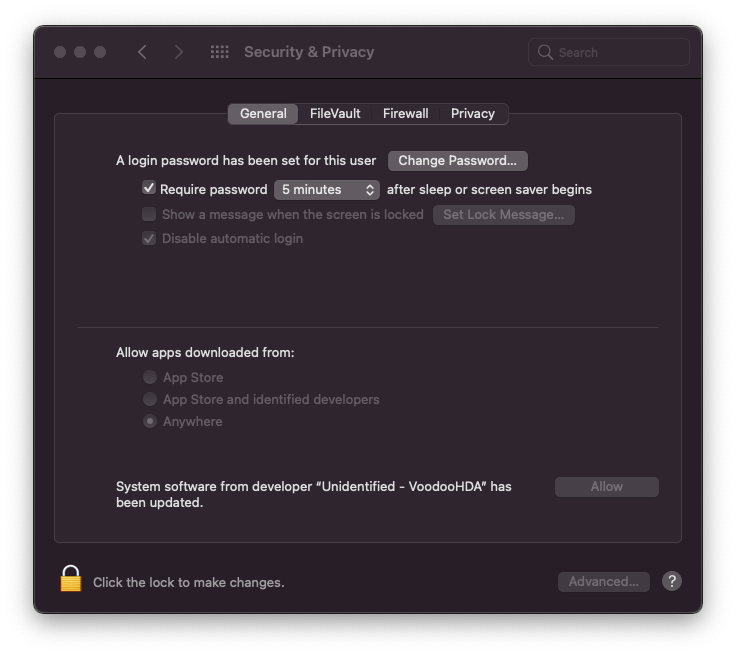 Security & Privacy
Search
General FileVault Firewall Privacy
A login password has been set for this user Change Password...
Require password 5 minutes after sleep or screen saver begins
Show a message when the screen is locked Set Lock Message...
Disable automatic login
Allow apps downloaded from:
App Store
App Store and identified developers
Anywhere
System software from developer “Unidentified - VoodooHDA” has
been updated.
Allow
Click the lock to make changes.
Advanced...
?